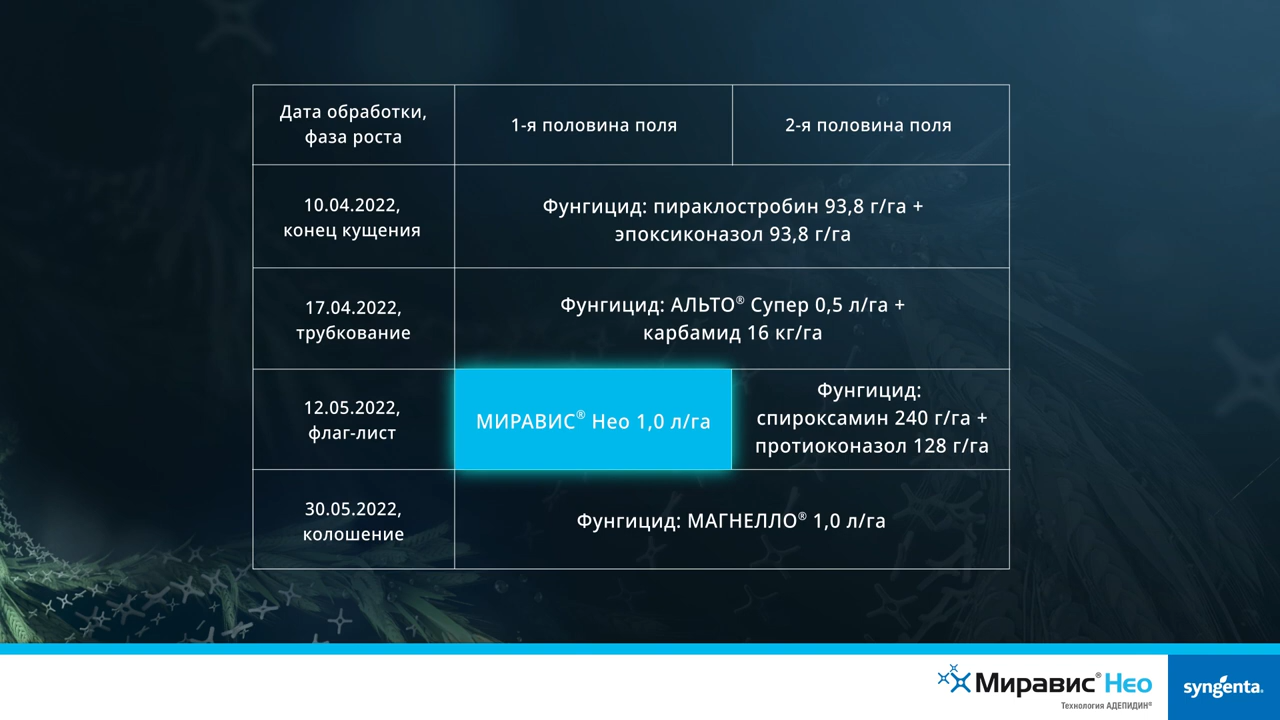 Дата обработки,
фаза роста
1-я половина поля
2-я половина поля
10.04.2022,
конец кущения
Фунгицид: пираклостробин 93,8 г/га +
эпоксиконазол 93,8 г/га
17.04.2022,
трубкование
Фунгицид: АЛЬТО® Супер 0,5 л/га +
карбамид 16 кг/га
12.05.2022,
флаг-лист
МИРАВИС® Нео 1,0 л/га
Фунгицид:
спироксамин 240 г/га +
протиоконазол 128 г/га
30.05.2022,
колошение
Фунгицид: МАГНЕЛЛО® 1,0 л/га
Миравис® Нео
Технология АДЕПИДИН®
syngenta.